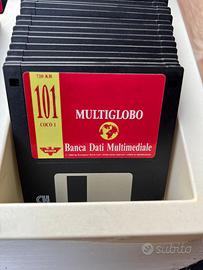 720 KB
101
COCO 1
MULTIGLOBO
Banca Dati Multimediale
subito